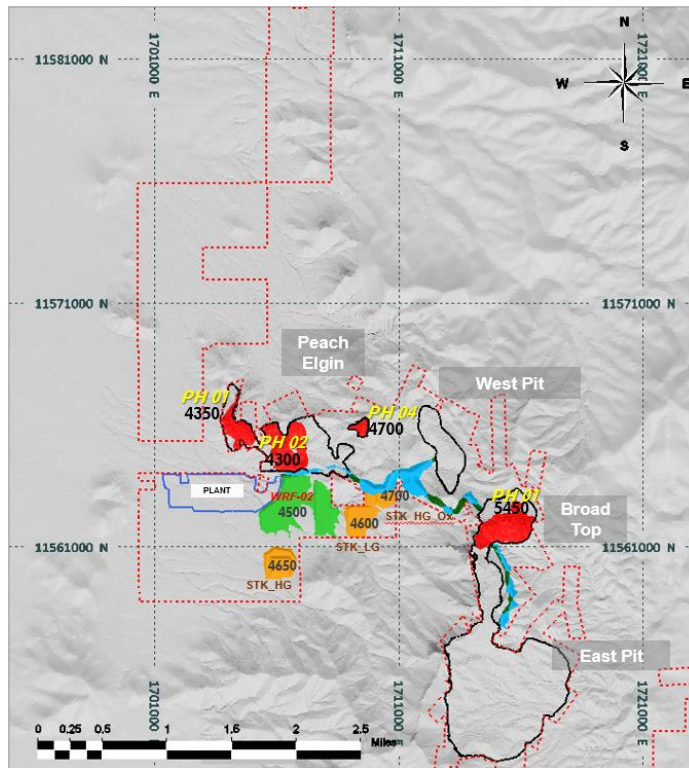 N
W
E
S
1701000 E
1711000 E
1721000 E
11581000 N
11581000 N
11571000 N
11571000 N
Peach
Elgin
West Pit
PH 01
4350
PH 04
4700
PH 02
4300
PLANT
WRF-02
4500
4700
STK_HG_Ox
4600
STK_LG
PH 01
5450
Broad
Top
11561000 N
11561000 N
4650
STK_HG
East Pit
1701000 E
1711000 E
1721000 E
0 0.25 0.5 1 1.5 2 2.5
Miles